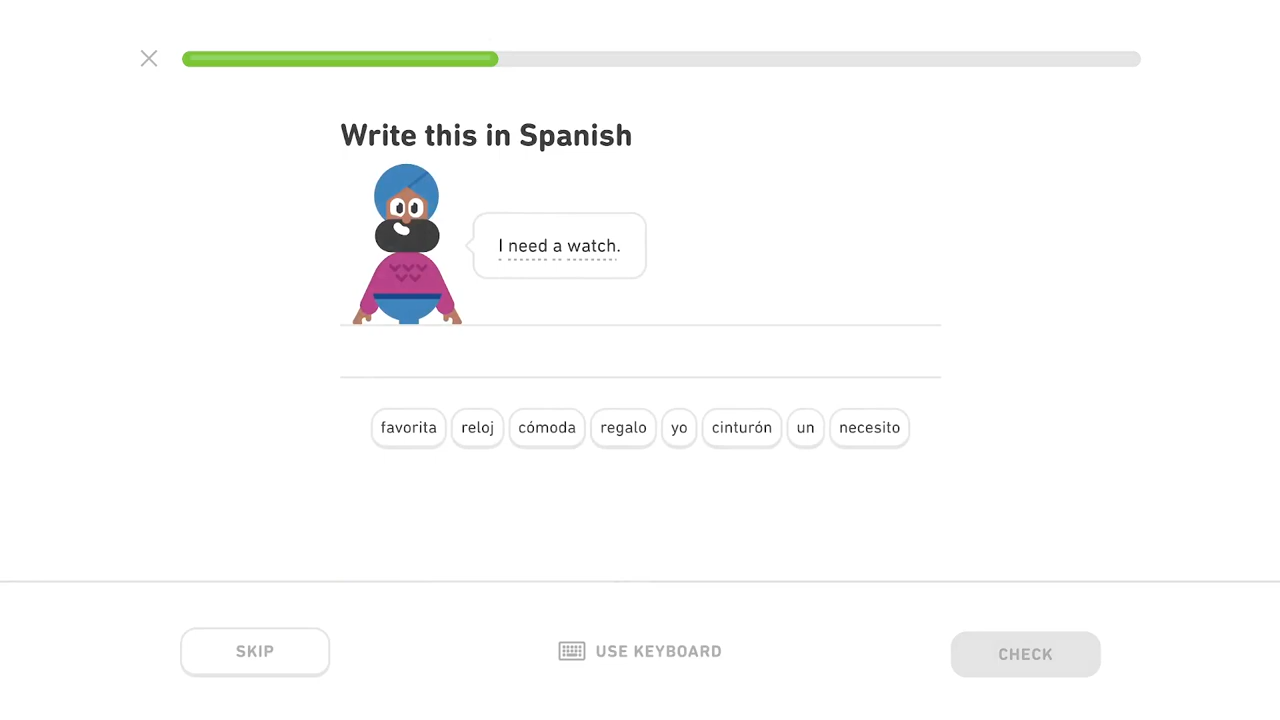 Write this in Spanish
I need a watch.
favorita reloj cómoda regalo yo cinturón un necesito
SKIP USE KEYBOARD CHECK